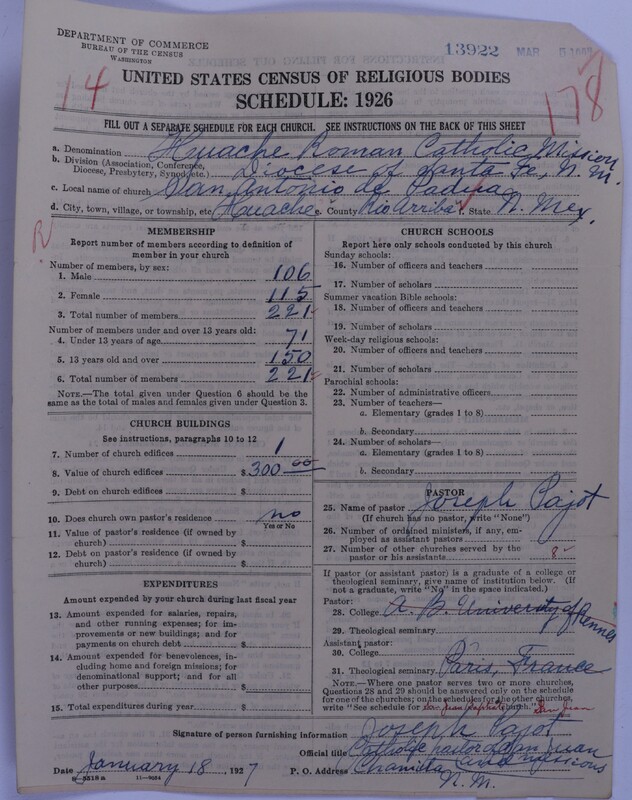 DEPARTMENT OF COMMERCE
BUREAU OF THE CENSUS
WASHINGTON
13922 MAR
14
178
UNITED STATES CENSUS OF RELIGIOUS BODIES
SCHEDULE: 1926
FILL OUT A SEPARATE SCHEDULE FOR EACH CHURCH. SEE INSTRUCTIONS ON THE BACK OF THIS SHEET
a. Denomination Huache Roman Catholic Mission
b. Division (Association, Conference, Diocese, Presbytery, Synod, etc.) Diocese of Santa Fe, N. M.
c. Local name of church San Antonio de Padua
d. City, town, village, or township, etc. Huache e. County Rio Arriba f. State N. Mex.
R
MEMBERSHIP
Report number of members according to definition of
member in your church
Number of members, by sex:
1. Male 106
2. Female 115
3. Total number of members 221
Number of members under and over 13 years old:
4. Under 13 years of age 71
5. 13 years old and over 150
6. Total number of members 221
NOTE.—The total given under Question 6 should be
the same as the total of males and females given under Question 3.
CHURCH BUILDINGS
See instructions, paragraphs 10 to 12
7. Number of church edifices 1
8. Value of church edifices $300 00
9. Debt on church edifices $
10. Does church own pastor's residence no
Yes or No
11. Value of pastor's residence (if owned by
church) $
12. Debt on pastor's residence (if owned by
church) $
EXPENDITURES
Amount expended by your church during last fiscal year
13. Amount expended for salaries, repairs,
and other running expenses; for im-
provements or new buildings; and for
payments on church debt $
14. Amount expended for benevolences,
including home and foreign missions; for
denominational support; and for all
other purposes $
15. Total expenditures during year $
CHURCH SCHOOLS
Report here only schools conducted by this church
Sunday schools:
16. Number of officers and teachers
17. Number of scholars
Summer vacation Bible schools:
18. Number of officers and teachers
19. Number of scholars
Week-day religious schools:
20. Number of officers and teachers
21. Number of scholars
Parochial schools:
22. Number of administrative officers
23. Number of teachers—
a. Elementary (grades 1 to 8)
b. Secondary
24. Number of scholars—
a. Elementary (grades 1 to 8)
b. Secondary
PASTOR
25. Name of pastor Joseph Pajot
(If church has no pastor, write "None")
26. Number of ordained ministers, if any, em-
ployed as assistant pastors
27. Number of other churches served by the
pastor or his assistants 8
If pastor (or assistant pastor) is a graduate of a college or
theological seminary, give name of institution below. (If
not a graduate, write "No" in the space indicated.)
Pastor:
28. College A. B. University of Rennes
29. Theological seminary
Assistant pastor:
30. College
31. Theological seminary Paris, France
NOTE.—Where one pastor serves two or more churches,
Questions 28 and 29 should be answered only on the schedule
for one of the churches; on the schedules for the other churches,
write "See schedule for San Juan Baptist church." San Juan
Signature of person furnishing information Joseph Pajot
Official title Catholic Pastor of San Juan
Date January 18, 1927 P. O. Address Chamita and missions
N. M.
11—9034